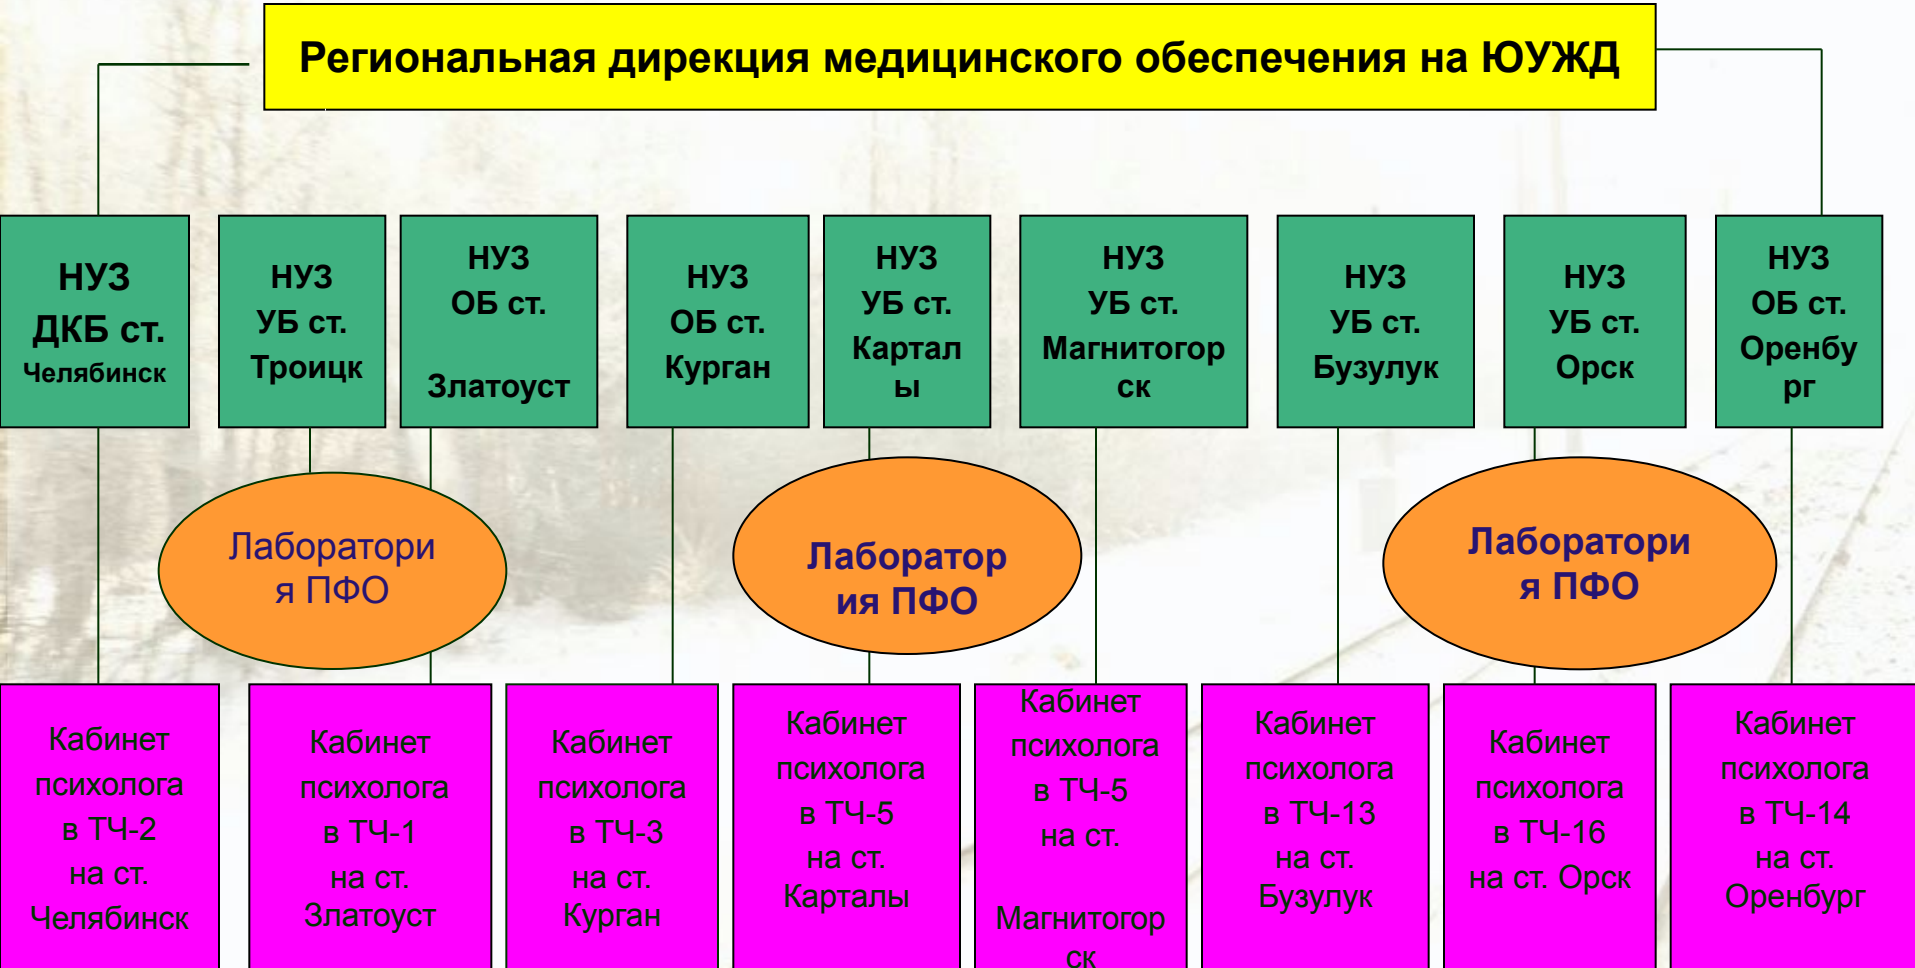 Региональная дирекция медицинского обеспечения на ЮУЖД
НУЗ
ДКБ ст.
Челябинск
НУЗ
УБ ст.
Троицк
НУЗ
ОБ ст.
Златоуст
НУЗ
ОБ ст.
Курган
НУЗ
УБ ст.
Картал
ы
НУЗ
УБ ст.
Магнитогор
ск
НУЗ
УБ ст.
Бузулук
НУЗ
УБ ст.
Орск
НУЗ
ОБ ст.
Оренбу
рг
Лаборатори
я ПФО
Лаборатор
ия ПФО
Лаборатори
я ПФО
Кабинет
психолога
в ТЧ-2
на ст.
Челябинск
Кабинет
психолога
в ТЧ-1
на ст.
Златоуст
Кабинет
психолога
в ТЧ-3
на ст.
Курган
Кабинет
психолога
в ТЧ-5
на ст.
Карталы
Кабинет
психолога
в ТЧ-5
на ст.
Магнитогор
ск
Кабинет
психолога
в ТЧ-13
на ст.
Бузулук
Кабинет
психолога
в ТЧ-16
на ст. Орск
Кабинет
психолога
в ТЧ-14
на ст.
Оренбург